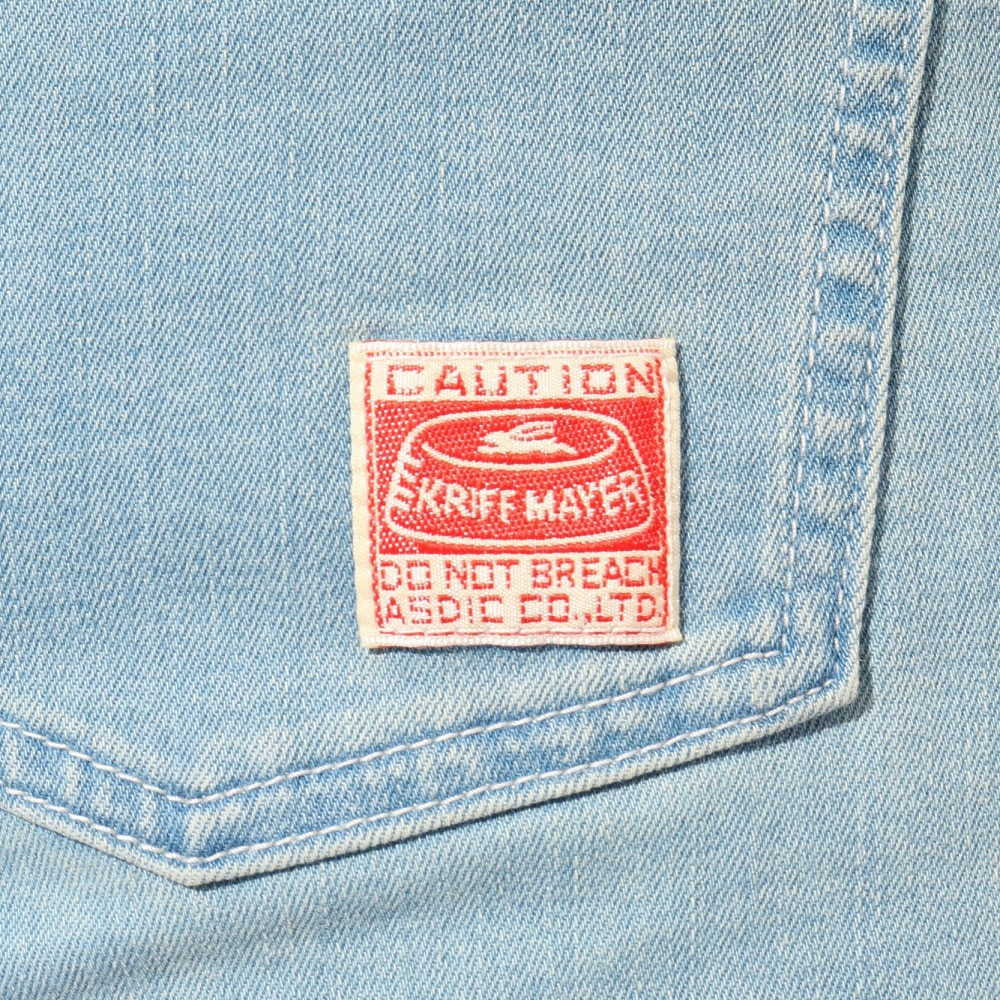 CAUTION
KRIFF MAYER
DO NOT BREACH
ASDIC CO.,LTD.